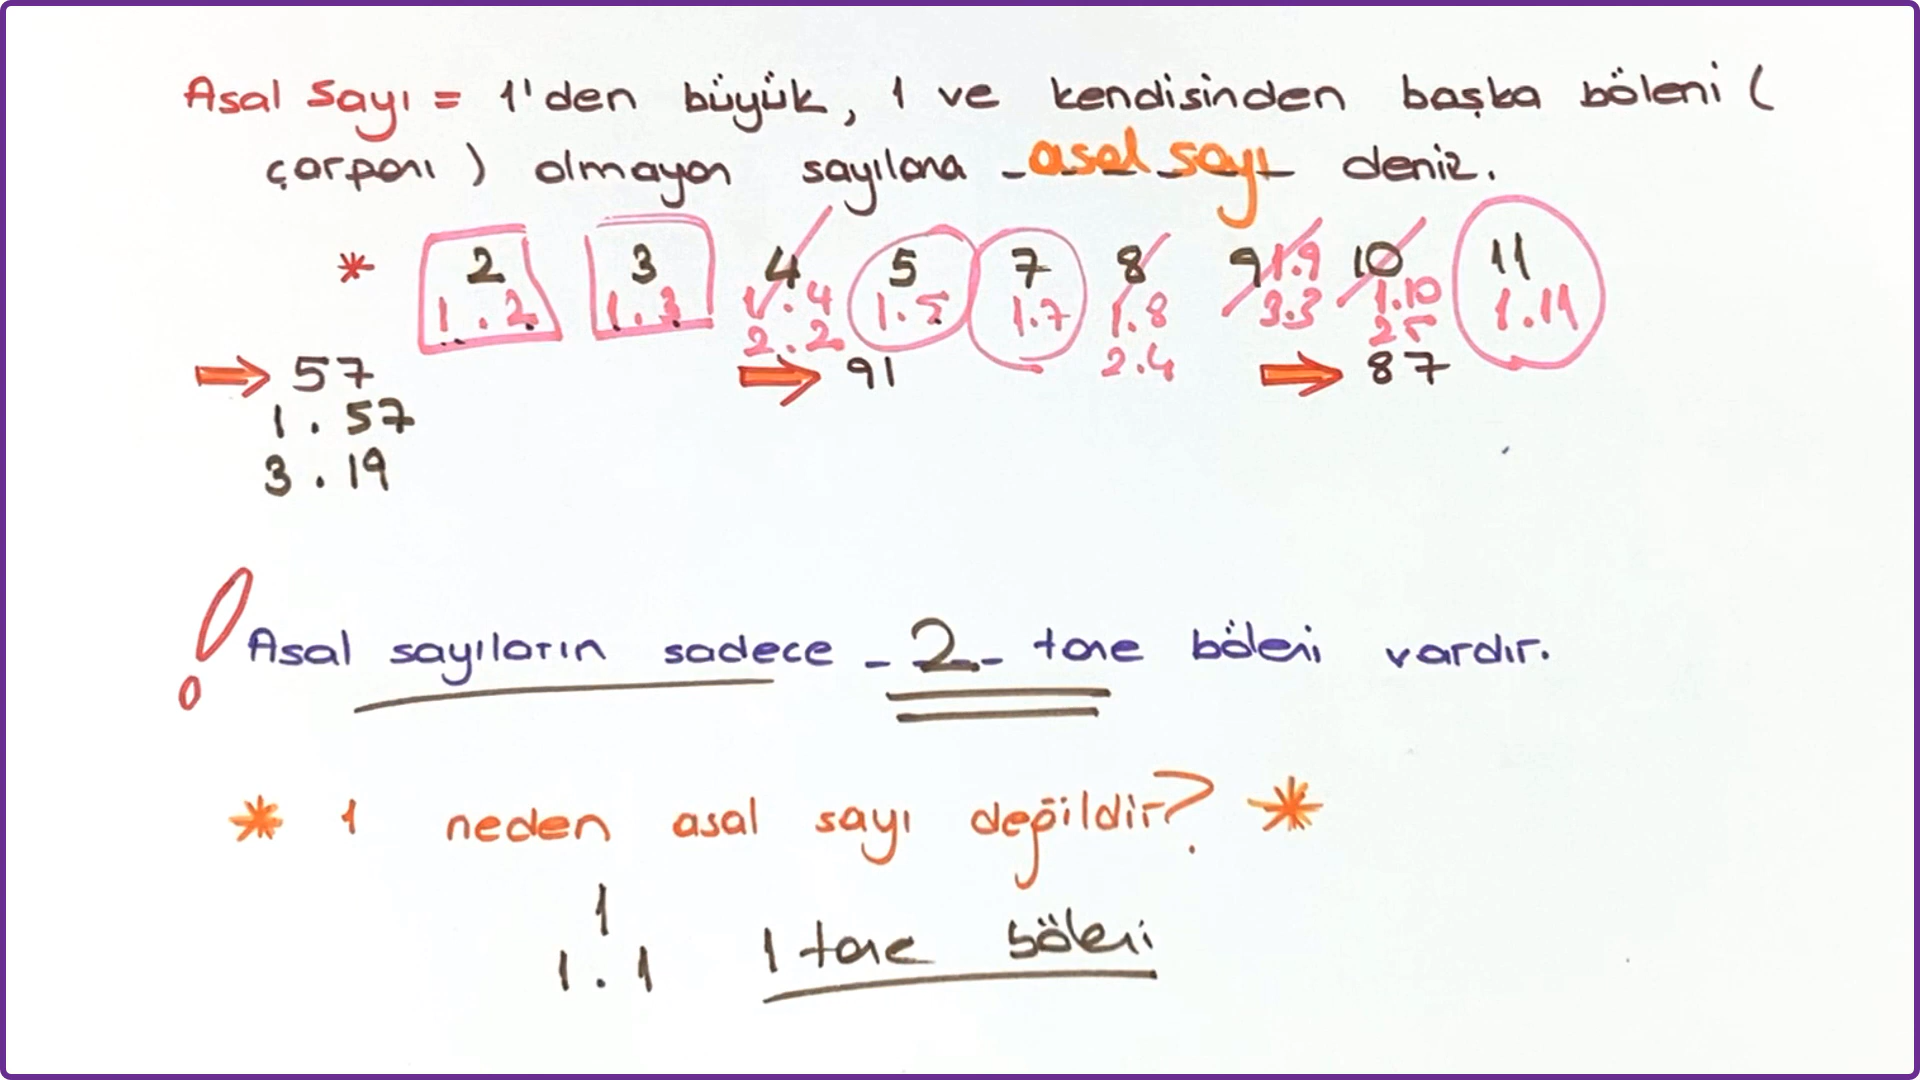 Asal Sayı = 1'den büyük, 1 ve kendisinden başka böleni (
çarpanı) olmayan sayılara _asal sayı_ denir.
* 2 3 4 5 7 8 9 1.9 10 11
1.2 1.3 1.4 1.5 1.7 1.8 3.3 1.10 1.11
2.2 2.4 2.5
⇒ 57 ⇒ 91 ⇒ 87
1.57
3.19
! Asal sayıların sadece _2_ tane böleni vardır.
* 1 neden asal sayı değildir? *
1
1.1 1 tane böleni